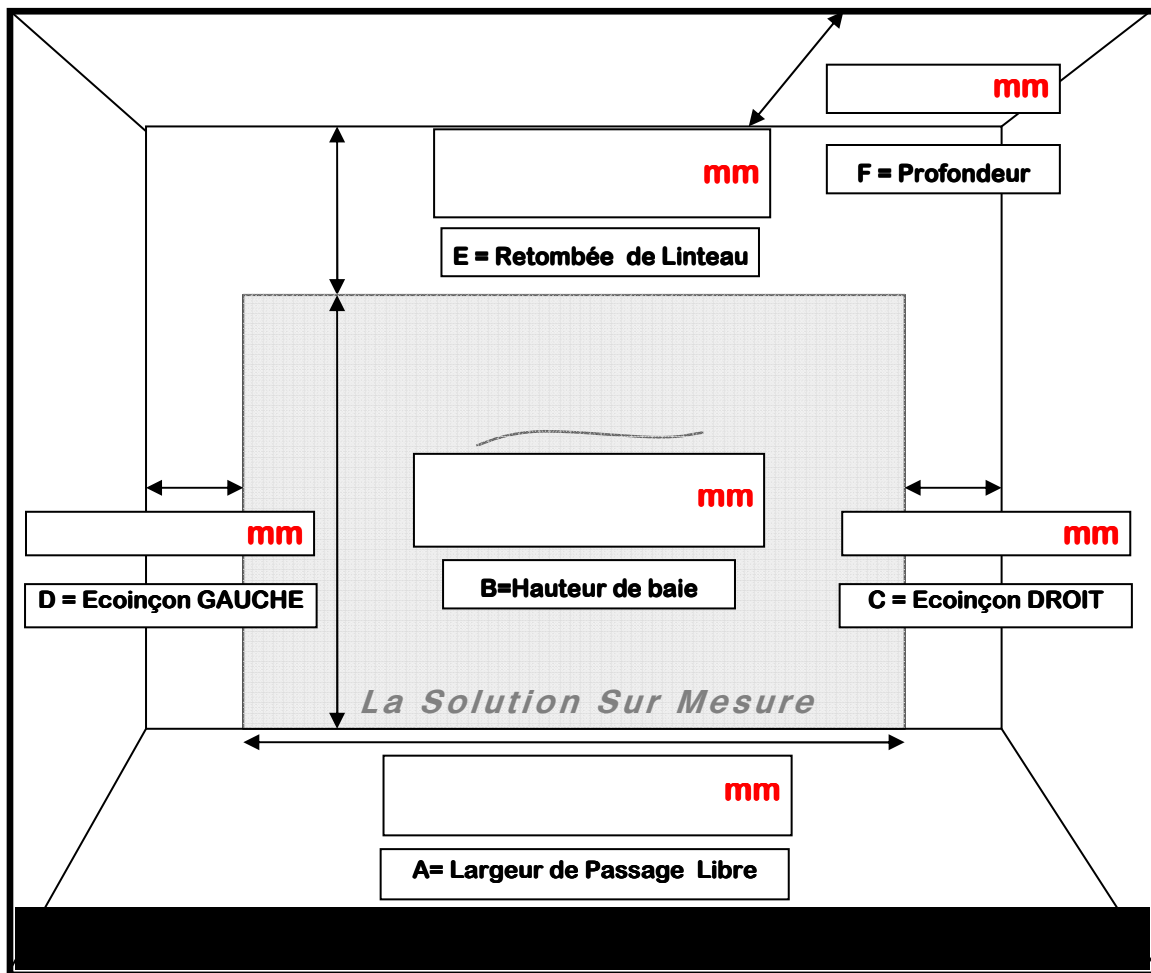 mm
F = Profondeur
mm
E = Retombée de Linteau
mm
B=Hauteur de baie
mm
D = Ecoinçon GAUCHE
mm
C = Ecoinçon DROIT
La Solution Sur Mesure
mm
A= Largeur de Passage Libre